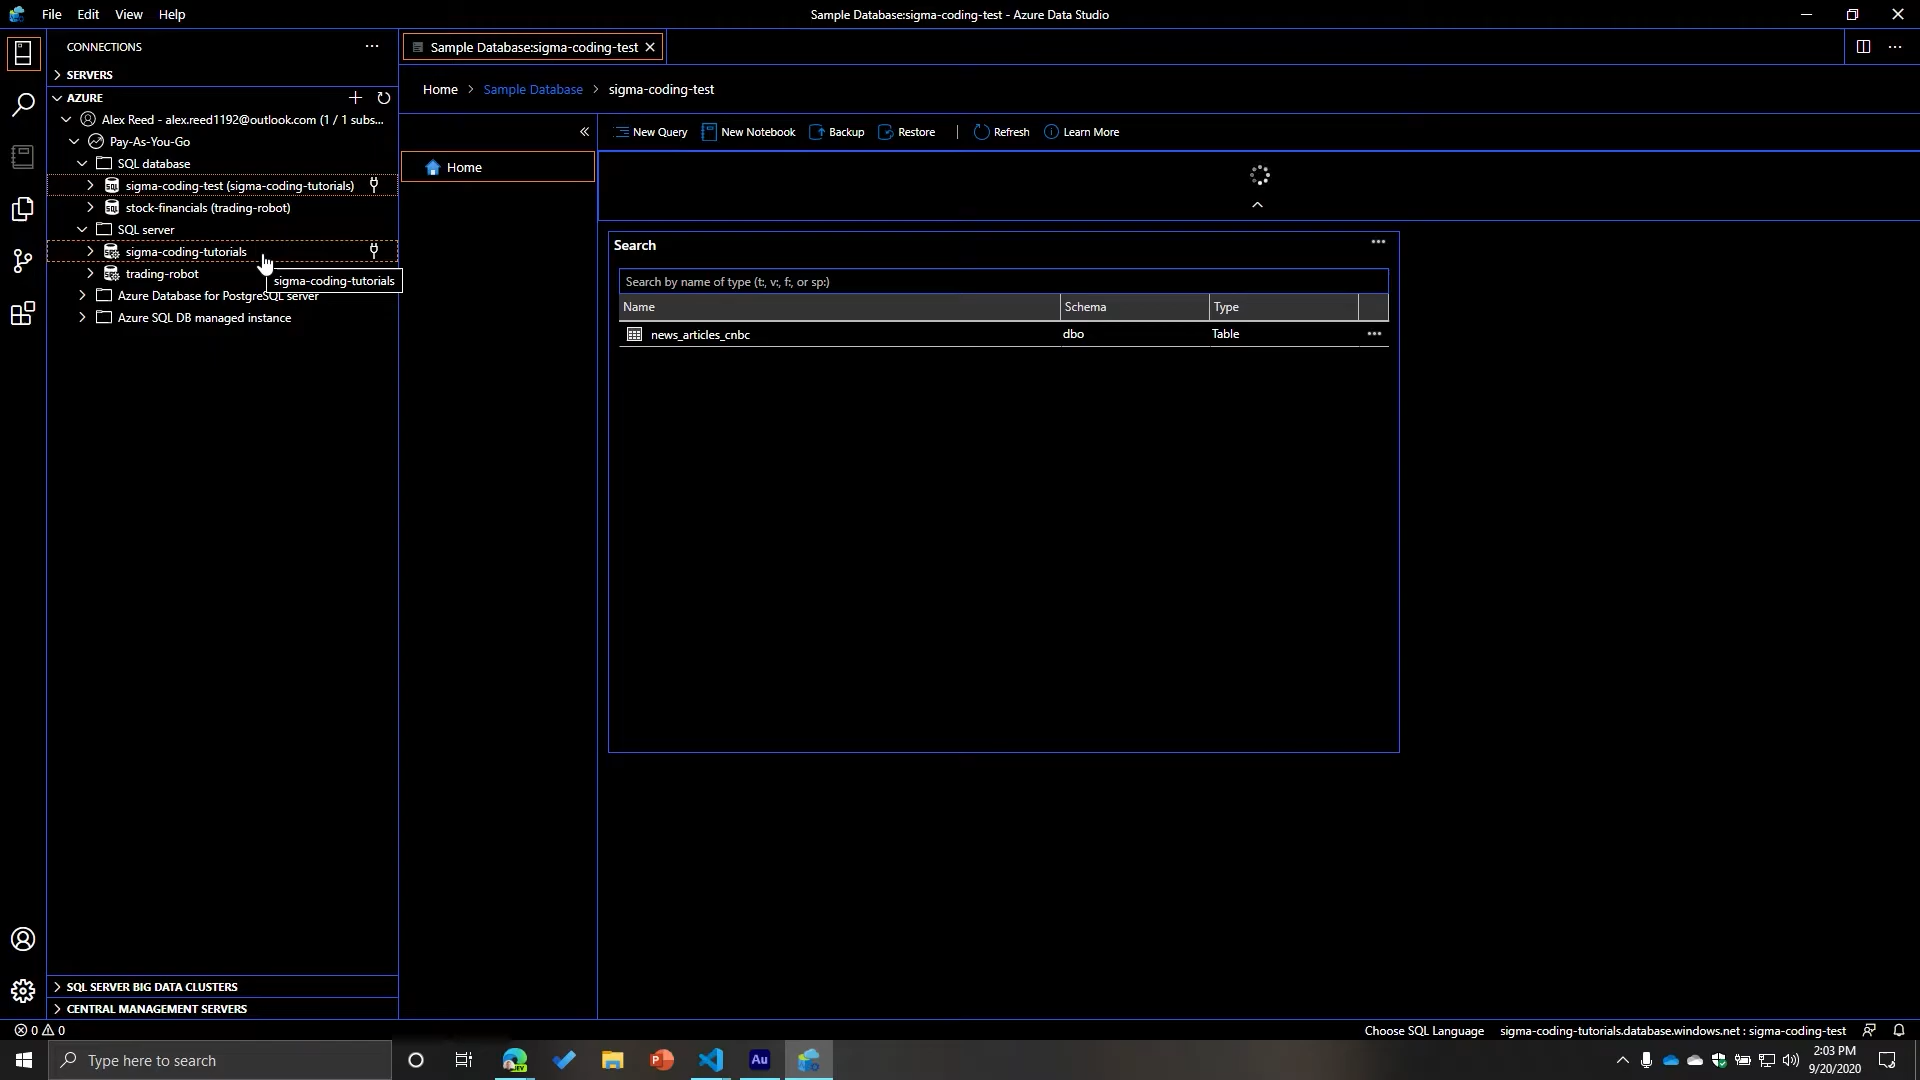 File Edit View Help
Sample Database:sigma-coding-test - Azure Data Studio
CONNECTIONS
SERVERS
AZURE
Alex Reed - alex.reed1192@outlook.com (1 / 1 subs...
Pay-As-You-Go
SQL database
sigma-coding-test (sigma-coding-tutorials)
stock-financials (trading-robot)
SQL server
sigma-coding-tutorials
trading-robot
sigma-coding-tutorials
Azure Database for PostgreSQL server
Azure SQL DB managed instance
SQL SERVER BIG DATA CLUSTERS
CENTRAL MANAGEMENT SERVERS
Sample Database:sigma-coding-test
Home > Sample Database > sigma-coding-test
Home
New Query New Notebook Backup Restore | Refresh Learn More
Search
Search by name of type (t:, v:, f:, or sp:)
Name Schema Type
news_articles_cnbc dbo Table
0 0
Choose SQL Language sigma-coding-tutorials.database.windows.net : sigma-coding-test
Type here to search
DEV
Au
2:03 PM
9/20/2020